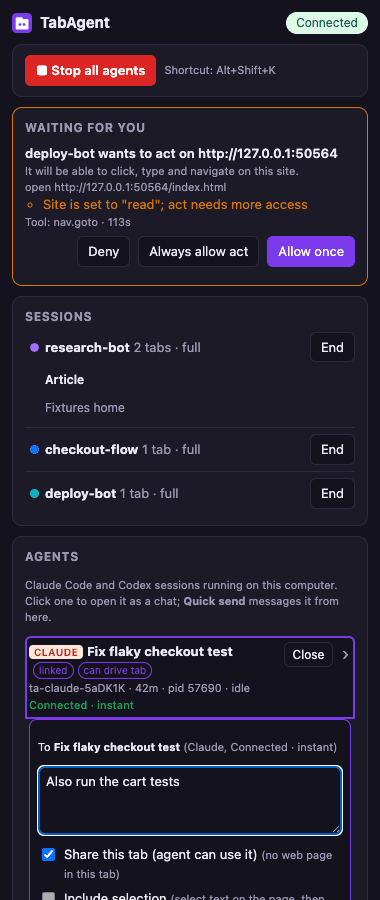 TabAgent
Connected
Stop all agents
Shortcut: Alt+Shift+K
WAITING FOR YOU
deploy-bot wants to act on http://127.0.0.1:50564
It will be able to click, type and navigate on this site.
open http://127.0.0.1:50564/index.html
Site is set to "read"; act needs more access
Tool: nav.goto · 113s
Deny
Always allow act
Allow once
SESSIONS
research-bot 2 tabs · full
End
Article
Fixtures home
checkout-flow 1 tab · full
End
deploy-bot 1 tab · full
End
AGENTS
Claude Code and Codex sessions running on this computer.
Click one to open it as a chat; Quick send messages it from
here.
CLAUDE Fix flaky checkout test
Close
linked can drive tab
ta-claude-5aDK1K · 42m · pid 57690 · idle
Connected · instant
To Fix flaky checkout test (Claude, Connected · instant)
Also run the cart tests
Share this tab (agent can use it) (no web page
in this tab)
Include selection (select text on the page, then